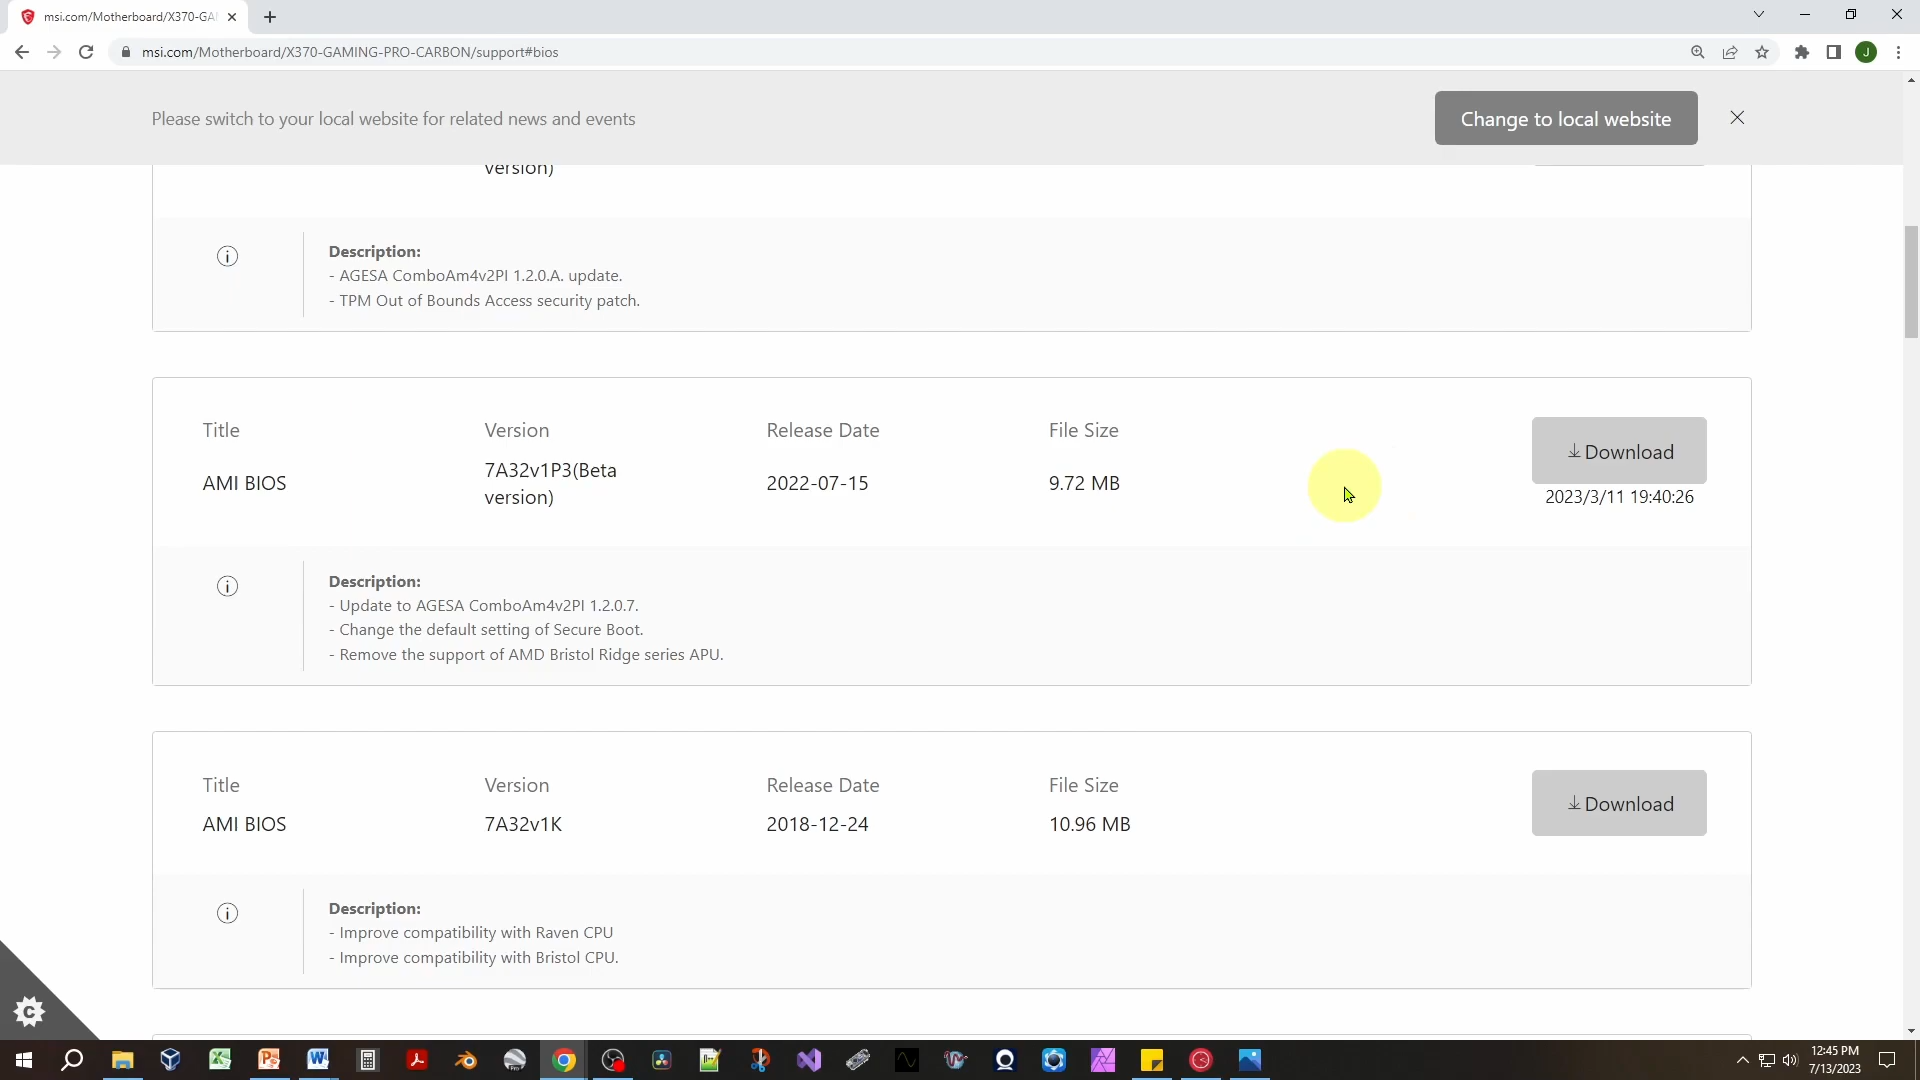 msi.com/Motherboard/X370-GA
msi.com/Motherboard/X370-GAMING-PRO-CARBON/support#bios
J
Please switch to your local website for related news and events
Change to local website
version)
Description:
- AGESA ComboAm4v2PI 1.2.0.A. update.
- TPM Out of Bounds Access security patch.
Title Version Release Date File Size
Download
AMI BIOS 7A32v1P3(Beta version) 2022-07-15 9.72 MB
2023/3/11 19:40:26
Description:
- Update to AGESA ComboAm4v2PI 1.2.0.7.
- Change the default setting of Secure Boot.
- Remove the support of AMD Bristol Ridge series APU.
Title Version Release Date File Size
Download
AMI BIOS 7A32v1K 2018-12-24 10.96 MB
Description:
- Improve compatibility with Raven CPU
- Improve compatibility with Bristol CPU.
12:45 PM
7/13/2023